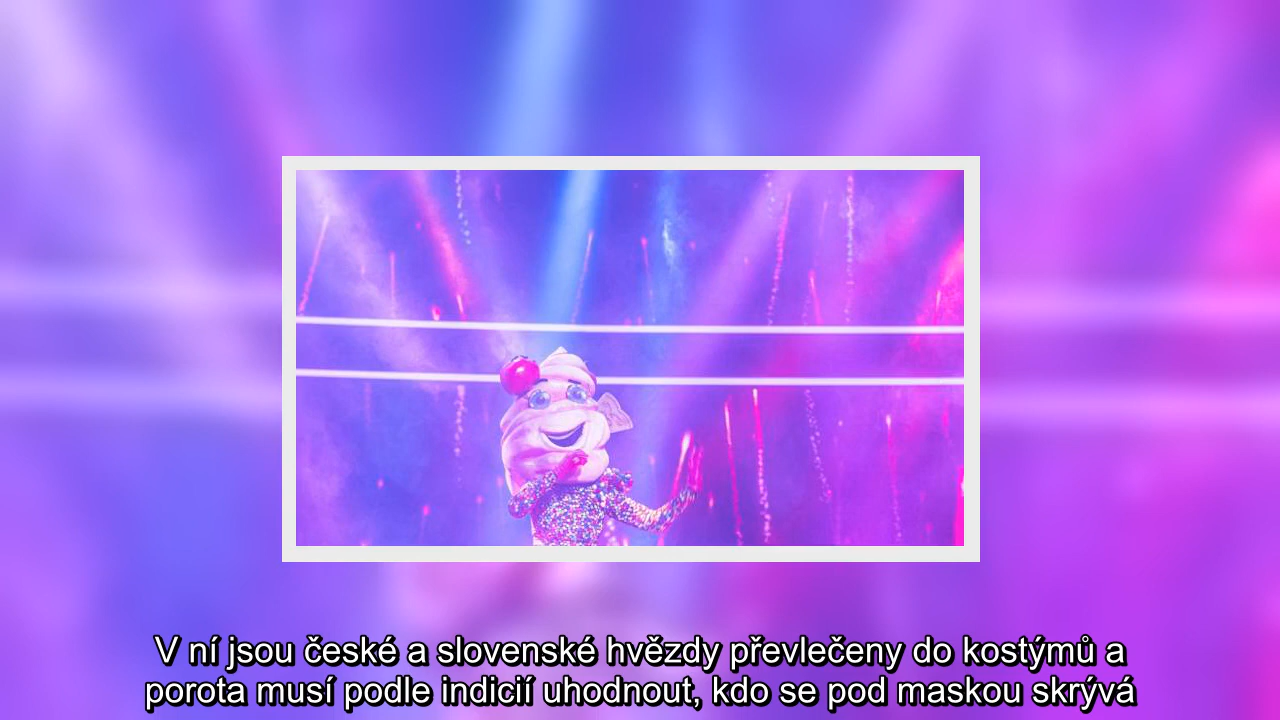 V ní jsou české a slovenské hvězdy převlečeny do kostýmů a
porota musí podle indicií uhodnout, kdo se pod maskou skrývá